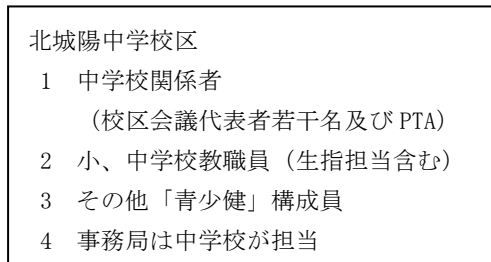 北城陽中学校区
1 中学校関係者
（校区会議代表者若干名及び PTA）
2 小、中学校教職員（生指担当含む）
3 その他「青少健」構成員
4 事務局は中学校が担当